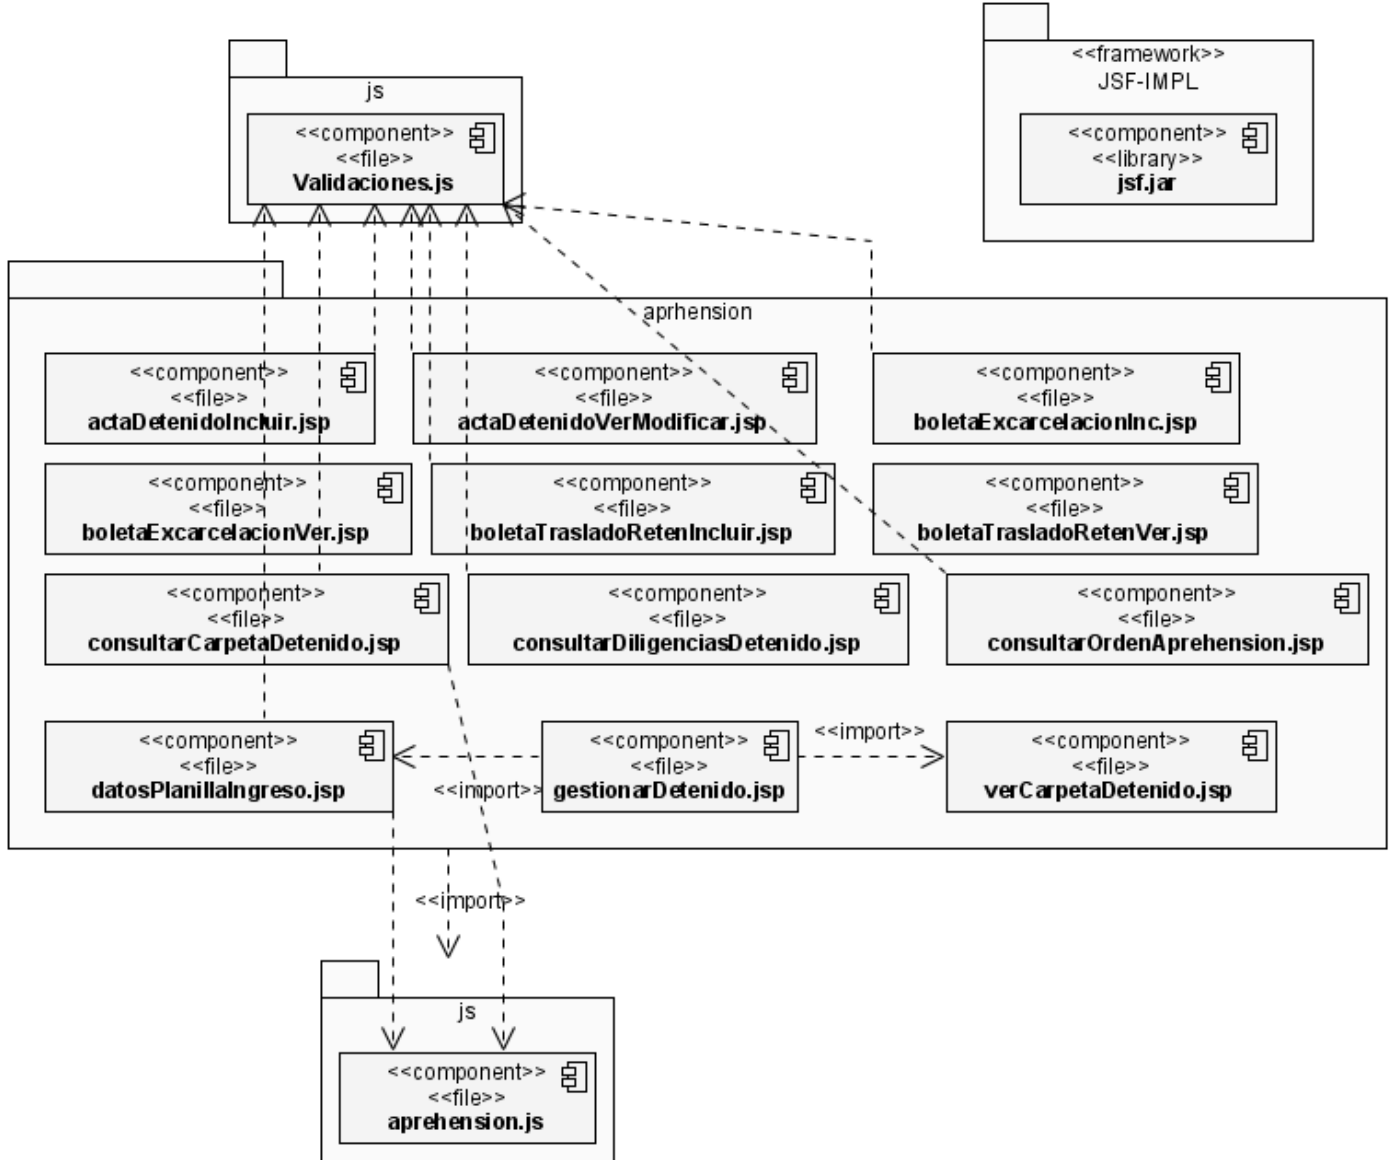 <<framework>>
JSF-IMPL
<<component>>
<<library>>
jsf.jar
js
<<component>>
<<file>>
Validaciones.js
aprhension
<<component>>
<<file>>
actaDetenidoIncluir.jsp
<<component>>
<<file>>
actaDetenidoVerModificar.jsp
<<component>>
<<file>>
boletaExcarcelacionInc.jsp
<<component>>
<<file>>
boletaExcarcelacionVer.jsp
<<component>>
<<file>>
boletaTrasladoRetenIncluir.jsp
<<component>>
<<file>>
boletaTrasladoRetenVer.jsp
<<component>>
<<file>>
consultarCarpetaDetenido.jsp
<<component>>
<<file>>
consultarDiligenciasDetenido.jsp
<<component>>
<<file>>
consultarOrdenAprehension.jsp
<<component>>
<<file>>
datosPlanillaIngreso.jsp
<<import>>
<<component>>
<<file>>
gestionarDetenido.jsp
<<import>>
<<component>>
<<file>>
verCarpetaDetenido.jsp
<<import>>
js
<<component>>
<<file>>
aprehension.js